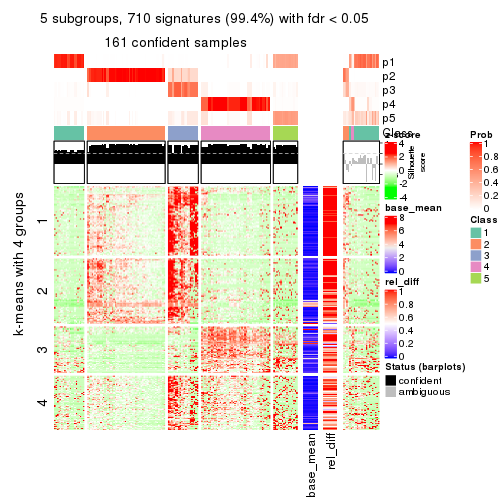 5 subgroups, 710 signatures (99.4%) with fdr < 0.05
161 confident samples
p1
p2
p3
p4
p5
Class
Silhouette
score
k-means with 4 groups
1
2
3
4
base_mean
rel_diff
z-score
4
2
0
-2
-4
base_mean
8
6
4
2
0
rel_diff
1
0.8
0.6
0.4
0.2
0
Status (barplots)
confident
ambiguous
Prob
1
0.8
0.6
0.4
0.2
0
Class
1
2
3
4
5